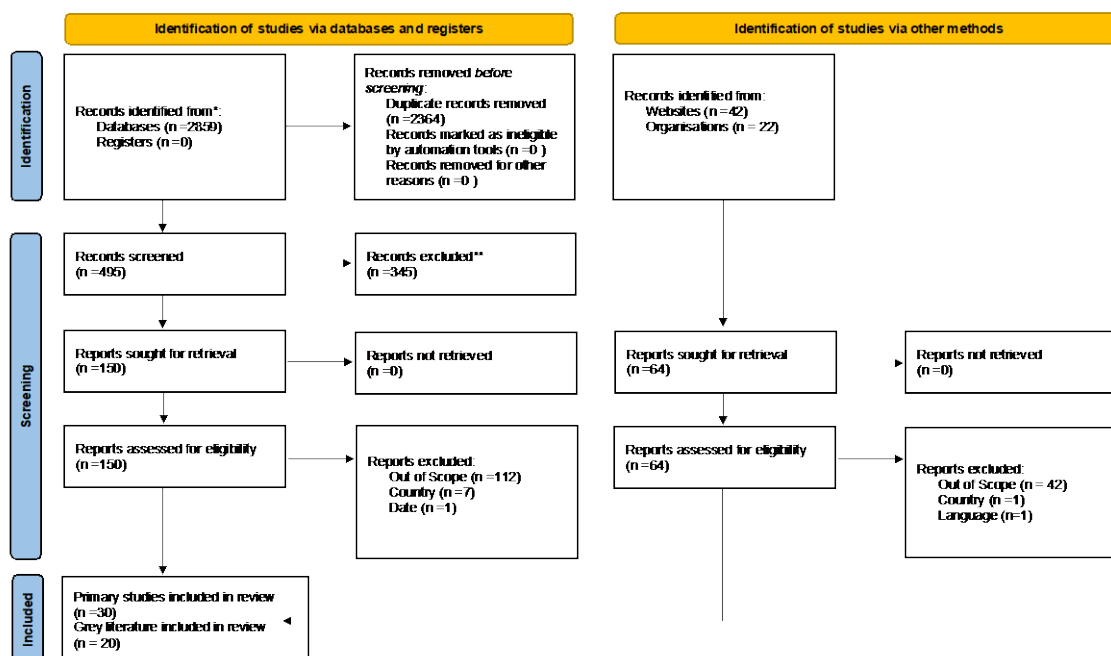 Identification of studies via databases and registers
Identification of studies via other methods
Identification
Records identified from*:
Databases (n =2859)
Registers (n =0)
Records removed before
screening:
Duplicate records removed
(n =2364)
Records marked as ineligible
by automation tools (n =0 )
Records removed for other
reasons (n =0 )
Records identified from:
Websites (n =42)
Organisations (n = 22)
Screening
Records screened
(n =495)
Records excluded**
(n =345)
Reports sought for retrieval
(n =150)
Reports not retrieved
(n =0)
Reports sought for retrieval
(n =64)
Reports not retrieved
(n =0)
Reports assessed for eligibility
(n =150)
Reports excluded:
Out of Scope (n =112)
Country (n =7)
Date (n =1)
Reports assessed for eligibility
(n =64)
Reports excluded:
Out of Scope (n = 42)
Country (n =1)
Language (n=1)
Included
Primary studies included in review
(n =30)
Grey literature included in review
(n = 20)